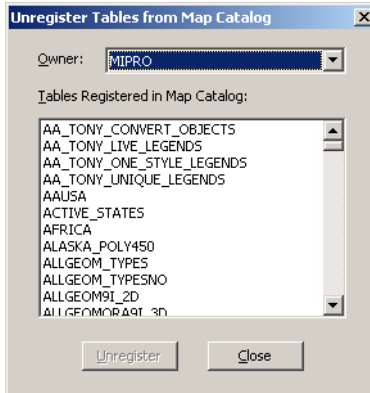 Unregister Tables from Map Catalog
Owner: MIPRO
Tables Registered in Map Catalog:
AA_TONY_CONVERT_OBJECTS
AA_TONY_LIVE_LEGENDS
AA_TONY_ONE_STYLE_LEGENDS
AA_TONY_UNIQUE_LEGENDS
AAUSA
ACTIVE_STATES
AFRICA
ALASKA_POLY450
ALLGEOM_TYPES
ALLGEOM_TYPESNO
ALLGEOM9I_2D
ALLGEOMORA9I_3D
Unregister Close